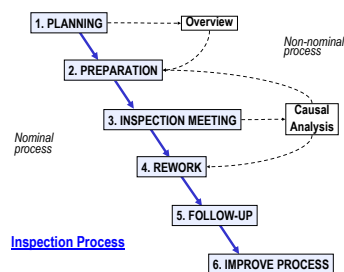 1. PLANNING
Overview
Non-nominal
process
2. PREPARATION
3. INSPECTION MEETING
Causal
Analysis
Nominal
process
4. REWORK
5. FOLLOW-UP
Inspection Process
6. IMPROVE PROCESS